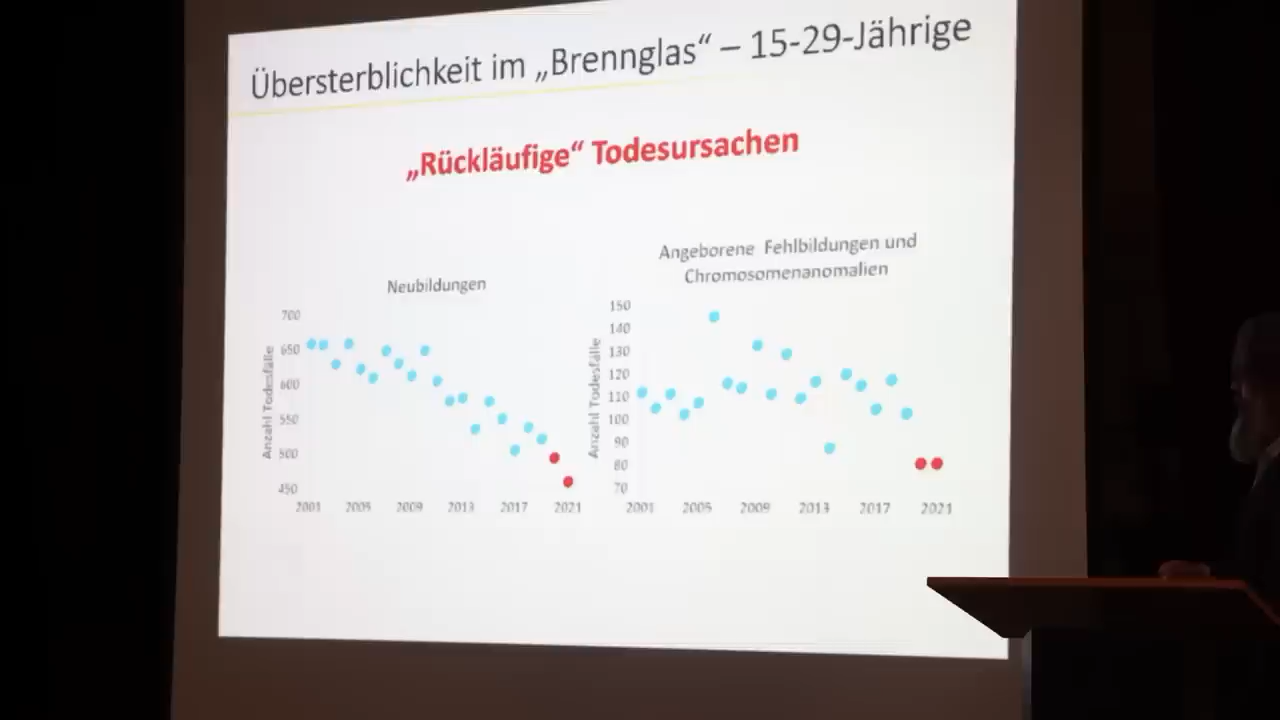 Übersterblichkeit im „Brennglas“ – 15-29-Jährige
„Rückläufige“ Todesursachen
Neubildungen
Anzahl Todesfälle
700
650
600
550
500
450
2001 2005 2009 2013 2017 2021
Angeborene Fehlbildungen und
Chromosomenanomalien
Anzahl Todesfälle
150
140
130
120
110
100
90
80
70
2001 2005 2009 2013 2017 2021